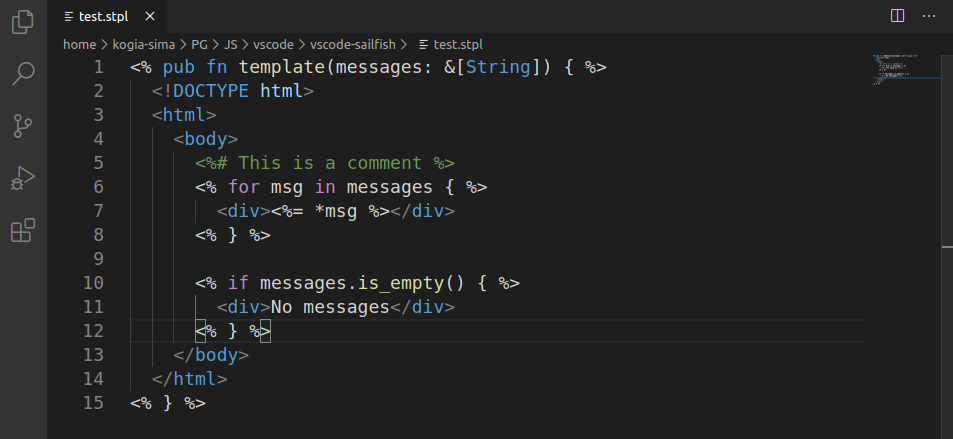 test.stpl
home > kogia-sima > PG > JS > vscode > vscode-sailfish > test.stpl
1 <% pub fn template(messages: &[String]) { %>
2   <!DOCTYPE html>
3   <html>
4     <body>
5       <%# This is a comment %>
6       <% for msg in messages { %>
7         <div><%= *msg %></div>
8       <% } %>
9
10       <% if messages.is_empty() { %>
11         <div>No messages</div>
12       <% } %>
13     </body>
14   </html>
15 <% } %>